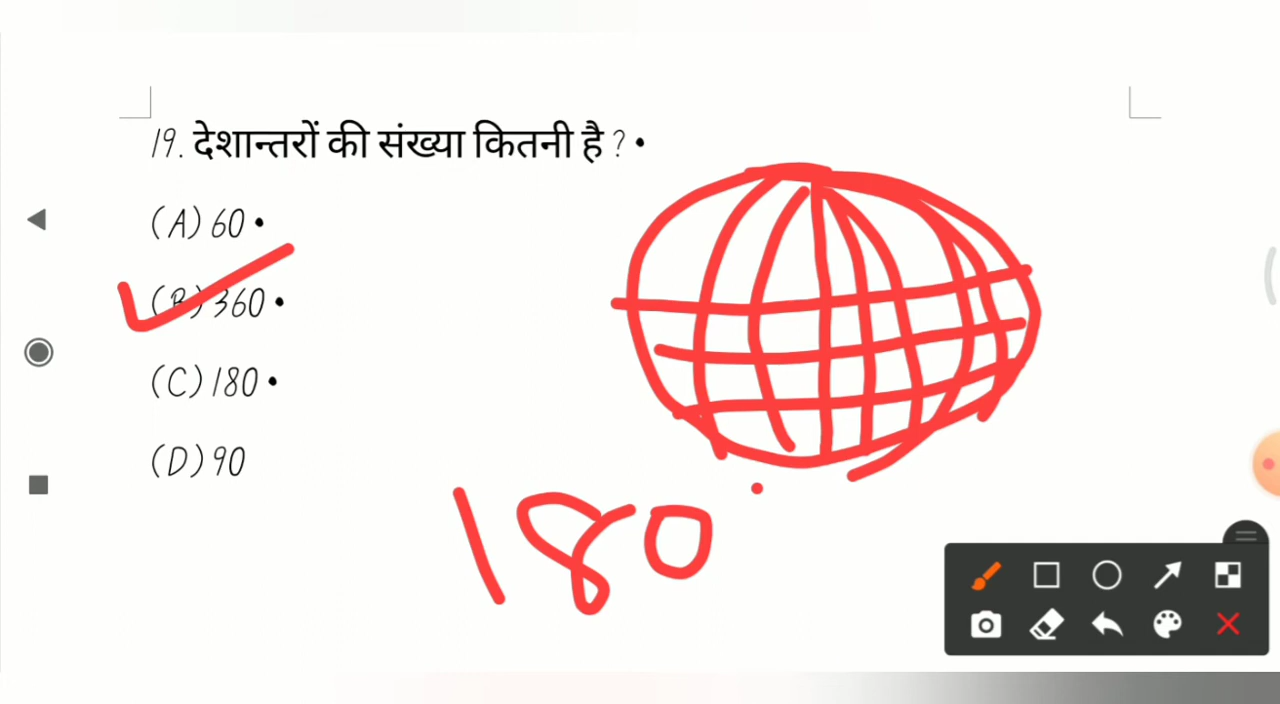 19. देशान्तरों की संख्या कितनी है ?•
(A) 60 •
(B) 360 •
(C) 180 •
(D) 90
180